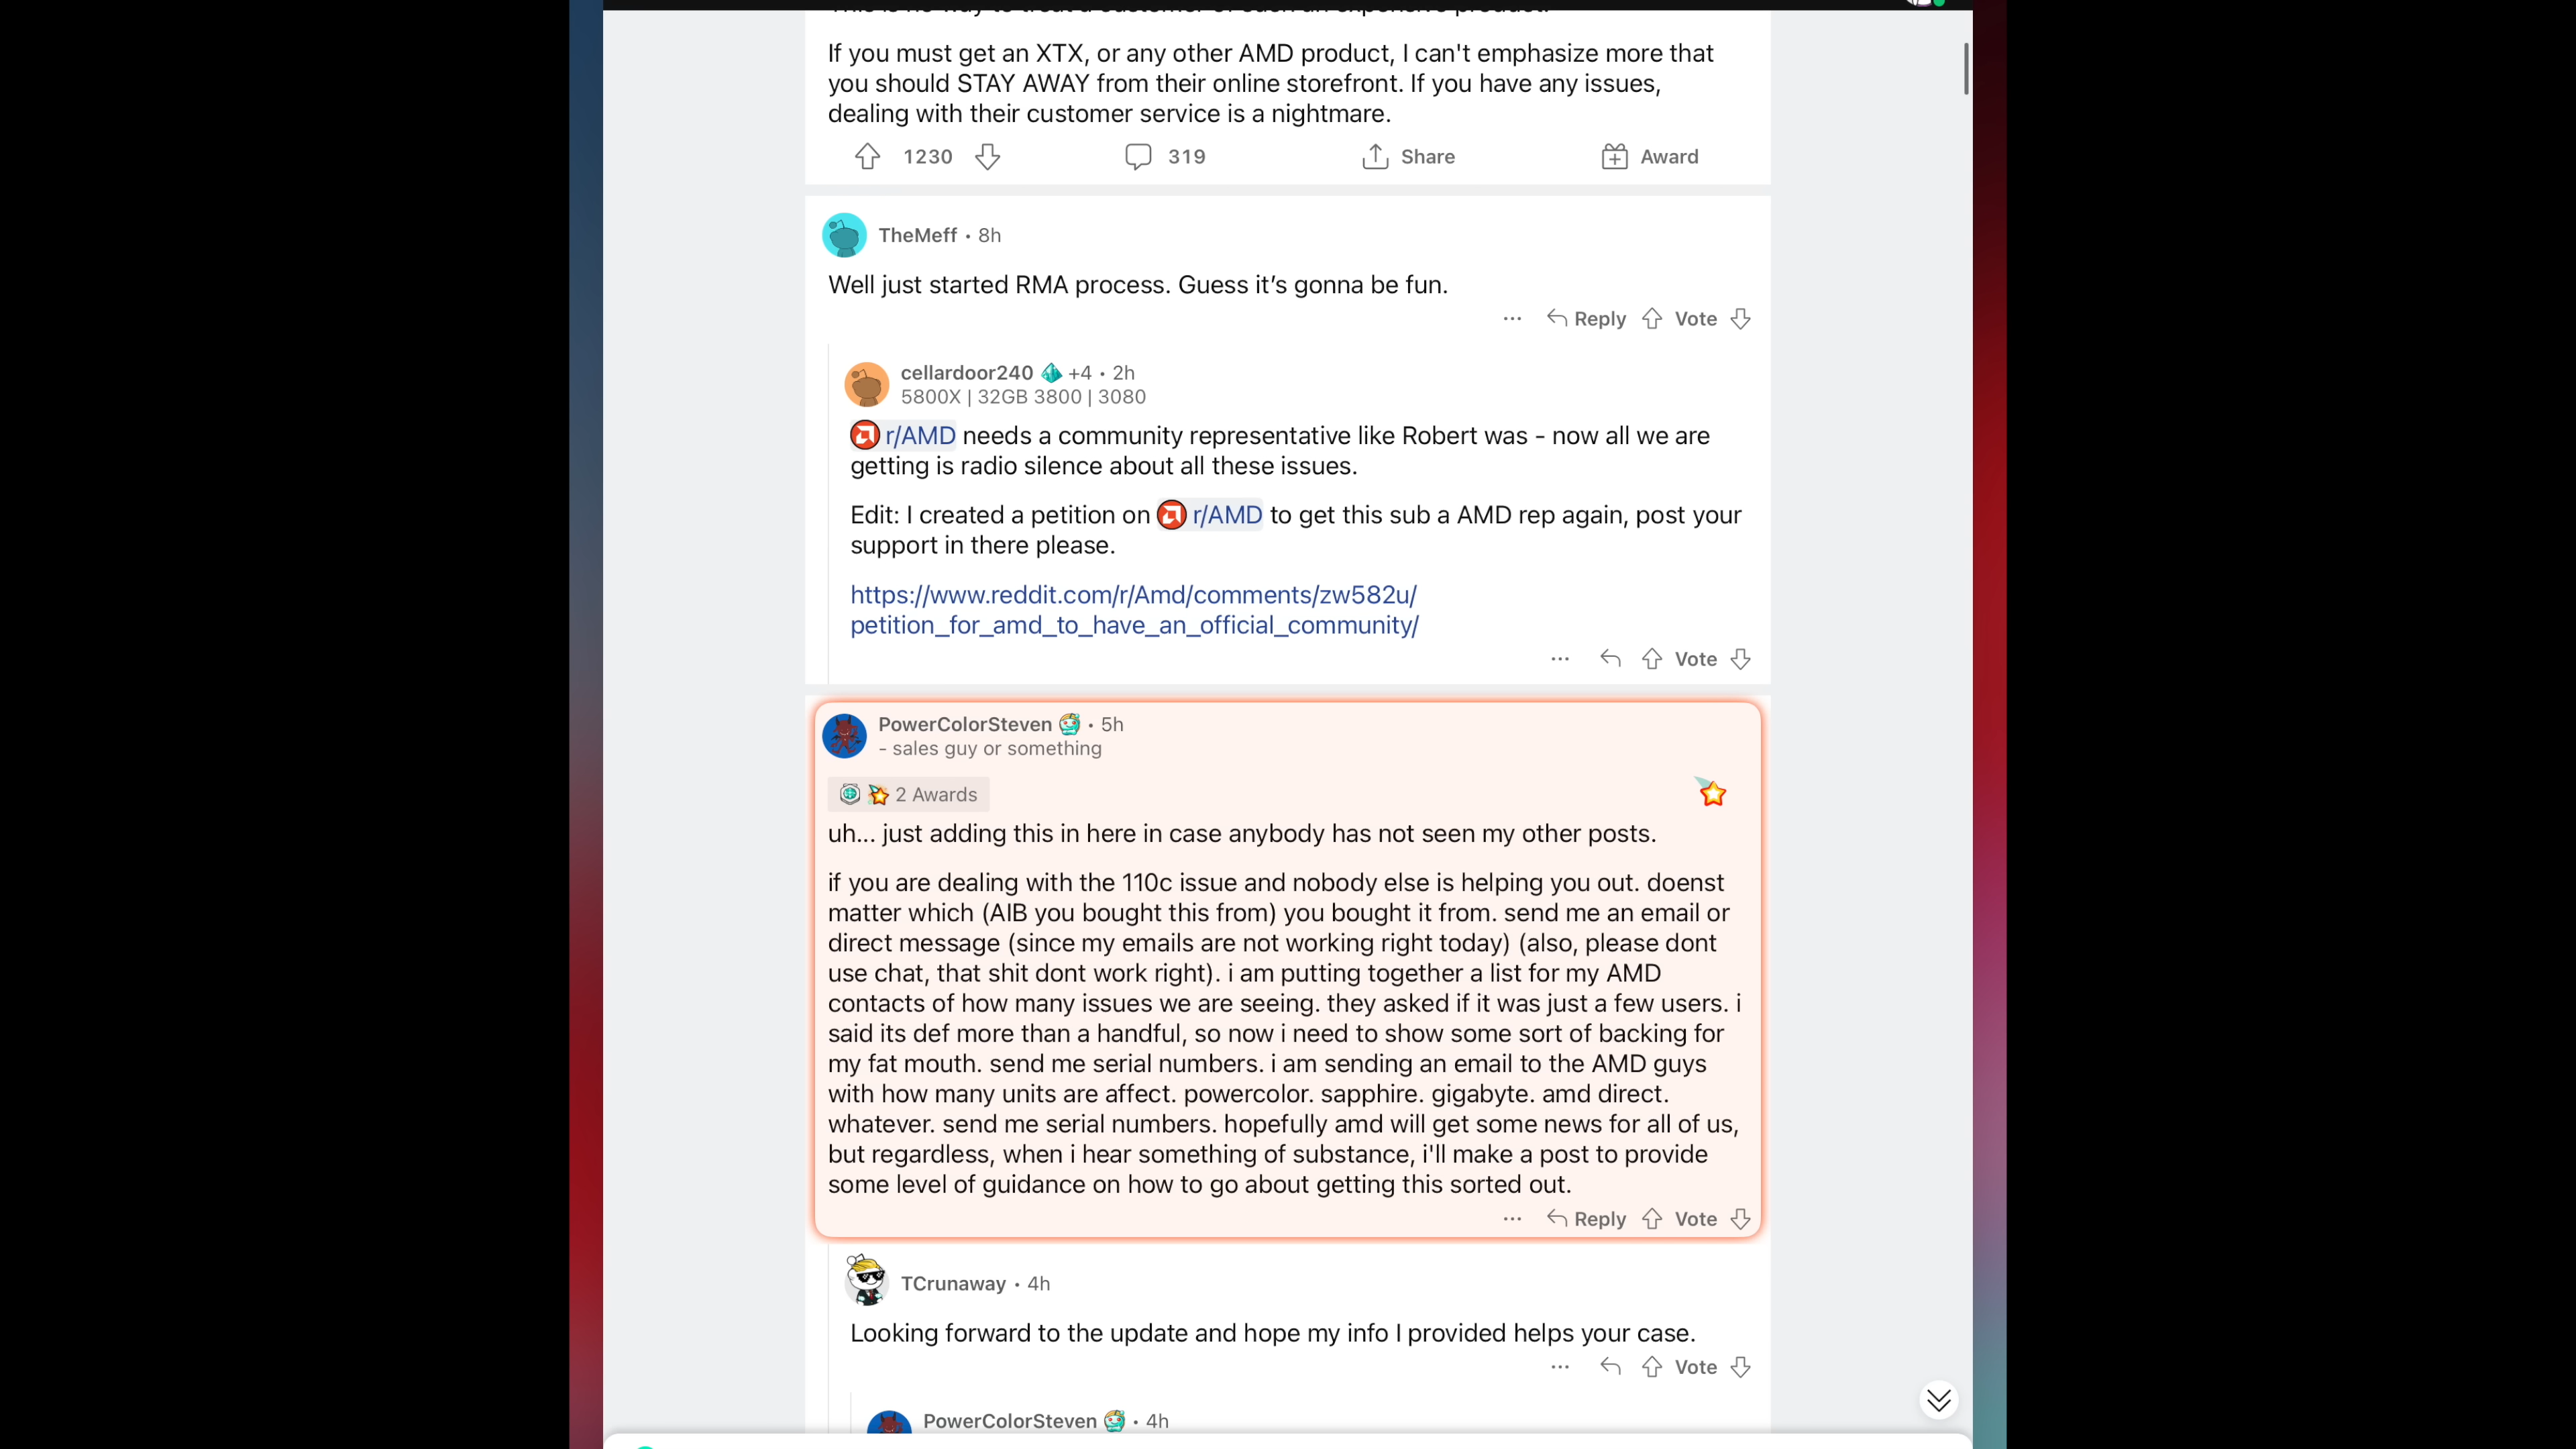 This is no way to treat a customer of such an expensive product.
If you must get an XTX, or any other AMD product, I can't emphasize more that
you should STAY AWAY from their online storefront. If you have any issues,
dealing with their customer service is a nightmare.
1230 319 Share Award
TheMeff • 8h
Well just started RMA process. Guess it’s gonna be fun.
... Reply Vote
cellardoor240 +4 • 2h
5800X | 32GB 3800 | 3080
r/AMD needs a community representative like Robert was - now all we are
getting is radio silence about all these issues.
Edit: I created a petition on r/AMD to get this sub a AMD rep again, post your
support in there please.
https://www.reddit.com/r/Amd/comments/zw582u/
petition_for_amd_to_have_an_official_community/
... Vote
PowerColorSteven • 5h
- sales guy or something
2 Awards
uh... just adding this in here in case anybody has not seen my other posts.
if you are dealing with the 110c issue and nobody else is helping you out. doenst
matter which (AIB you bought this from) you bought it from. send me an email or
direct message (since my emails are not working right today) (also, please dont
use chat, that shit dont work right). i am putting together a list for my AMD
contacts of how many issues we are seeing. they asked if it was just a few users. i
said its def more than a handful, so now i need to show some sort of backing for
my fat mouth. send me serial numbers. i am sending an email to the AMD guys
with how many units are affect. powercolor. sapphire. gigabyte. amd direct.
whatever. send me serial numbers. hopefully amd will get some news for all of us,
but regardless, when i hear something of substance, i'll make a post to provide
some level of guidance on how to go about getting this sorted out.
... Reply Vote
TCrunaway • 4h
Looking forward to the update and hope my info I provided helps your case.
... Vote
PowerColorSteven • 4h